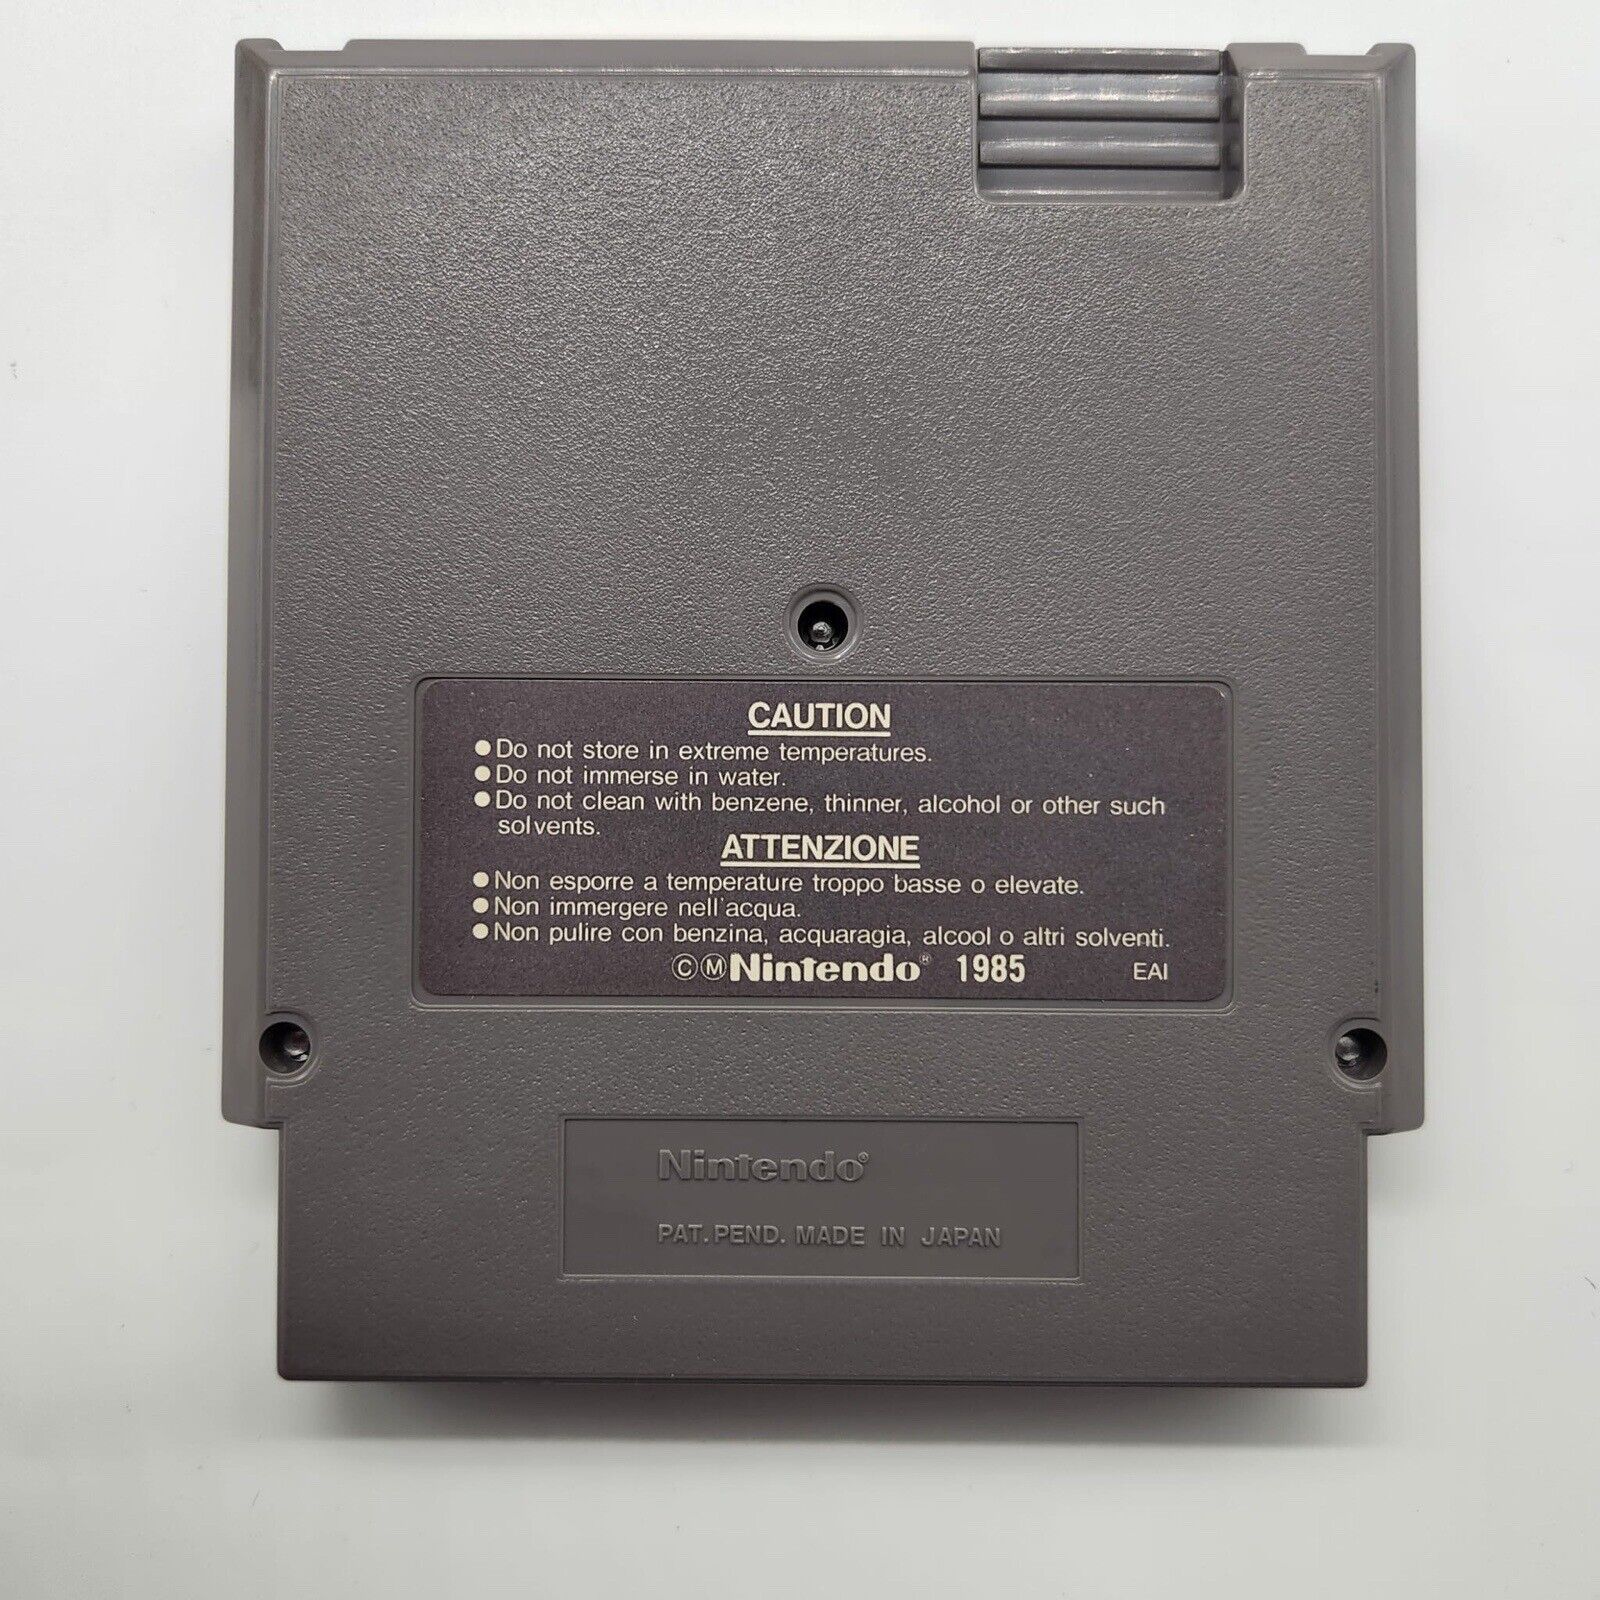 CAUTION
●Do not store in extreme temperatures.
●Do not immerse in water.
●Do not clean with benzene, thinner, alcohol or other such
solvents.
ATTENZIONE
●Non esporre a temperature troppo basse o elevate.
●Non immergere nell'acqua.
●Non pulire con benzina, acquaragia, alcool o altri solventi.
ⒸⓂNintendo® 1985 EAI
Nintendo®
PAT. PEND. MADE IN JAPAN